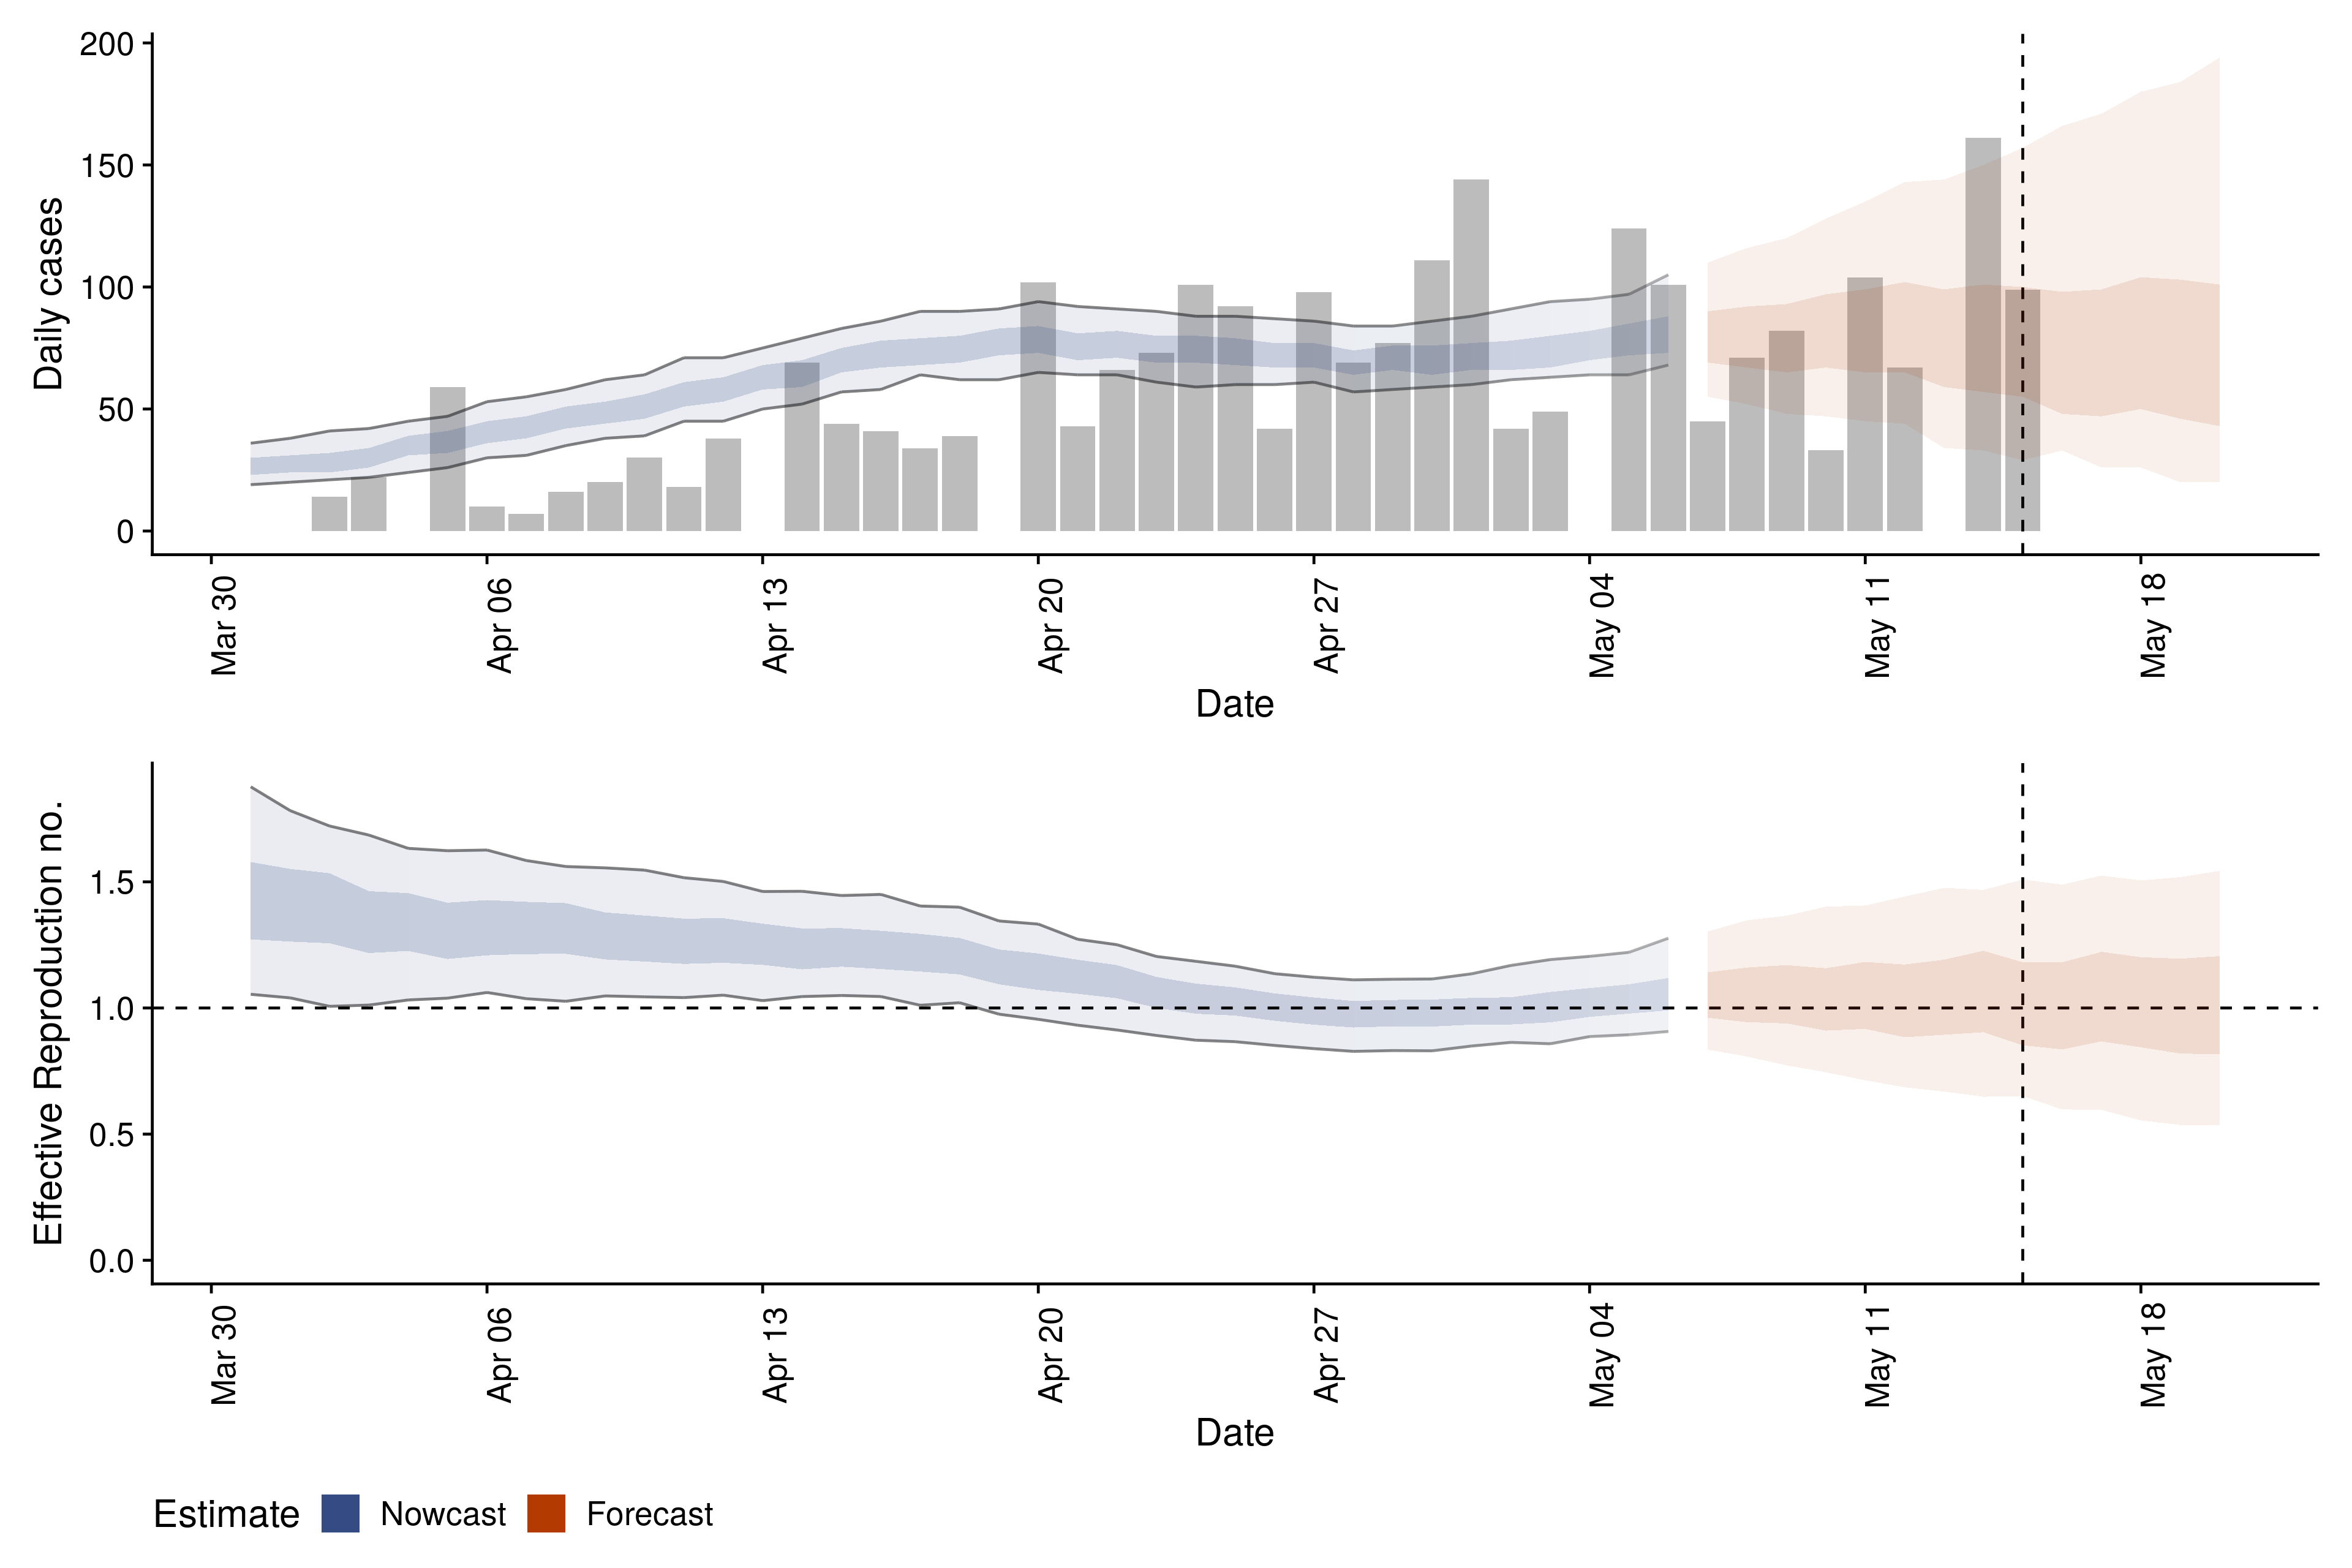 Daily cases
200
150
100
50
0
Mar 30
Apr 06
Apr 13
Apr 20
Apr 27
May 04
May 11
May 18
Date
Effective Reproduction no.
1.5
1.0
0.5
0.0
Mar 30
Apr 06
Apr 13
Apr 20
Apr 27
May 04
May 11
May 18
Date
Estimate Nowcast Forecast